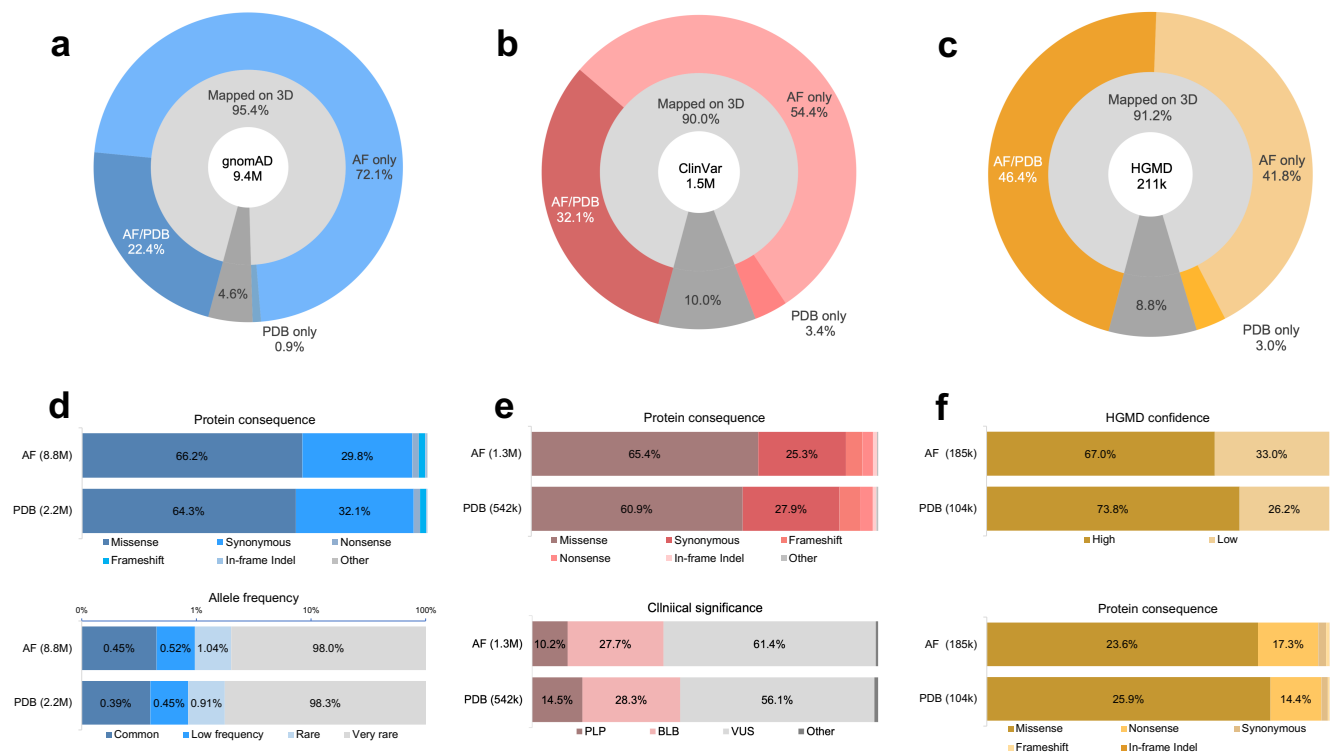 a
Mapped on 3D
95.4%
gnomAD
9.4M
AF only
72.1%
AF/PDB
22.4%
4.6%
PDB only
0.9%
b
Mapped on 3D
90.0%
ClinVar
1.5M
AF only
54.4%
AF/PDB
32.1%
10.0%
PDB only
3.4%
c
Mapped on 3D
91.2%
HGMD
211k
AF/PDB
46.4%
AF only
41.8%
8.8%
PDB only
3.0%
d
Protein consequence
AF (8.8M) 66.2% 29.8%
PDB (2.2M) 64.3% 32.1%
Missense Synonymous Nonsense
Frameshift In-frame Indel Other
Allele frequency
0% 1% 10% 100%
AF (8.8M) 0.45% 0.52% 1.04% 98.0%
PDB (2.2M) 0.39% 0.45% 0.91% 98.3%
Common Low frequency Rare Very rare
e
Protein consequence
AF (1.3M) 65.4% 25.3%
PDB (542k) 60.9% 27.9%
Missense Synonymous Frameshift
Nonsense In-frame Indel Other
Cllniical significance
AF (1.3M) 10.2% 27.7% 61.4%
PDB (542k) 14.5% 28.3% 56.1%
PLP BLB VUS Other
f
HGMD confidence
AF (185k) 67.0% 33.0%
PDB (104k) 73.8% 26.2%
High Low
Protein consequence
AF (185k) 23.6% 17.3%
PDB (104k) 25.9% 14.4%
Missense Nonsense Synonymous
Frameshift In-frame Indel